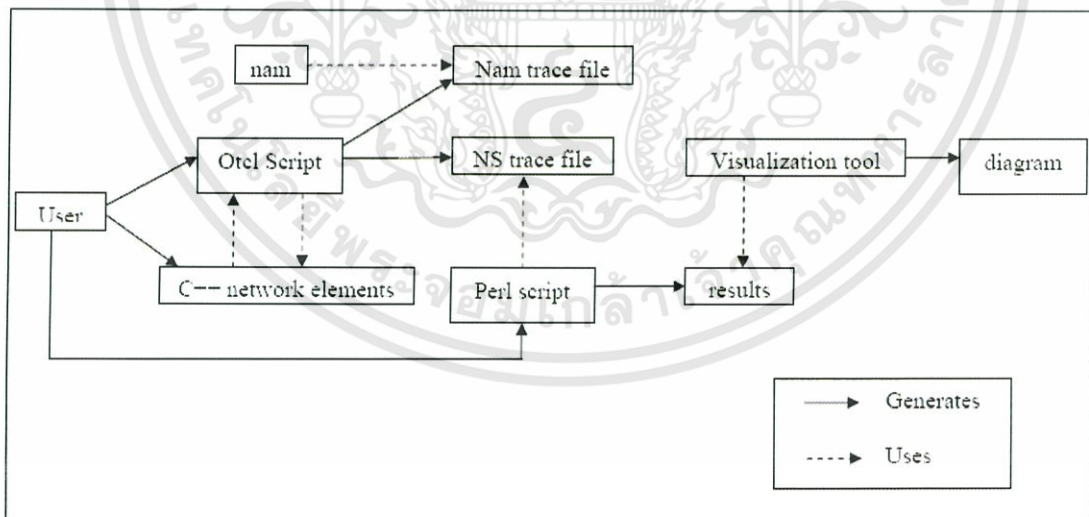 nam
Nam trace file
Otcl Script
NS trace file
Visualization tool
diagram
User
C++ network elements
Perl script
results
Generates
Uses